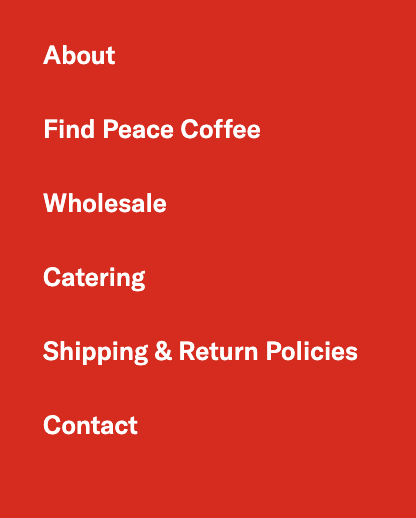 About
Find Peace Coffee
Wholesale
Catering
Shipping & Return Policies
Contact